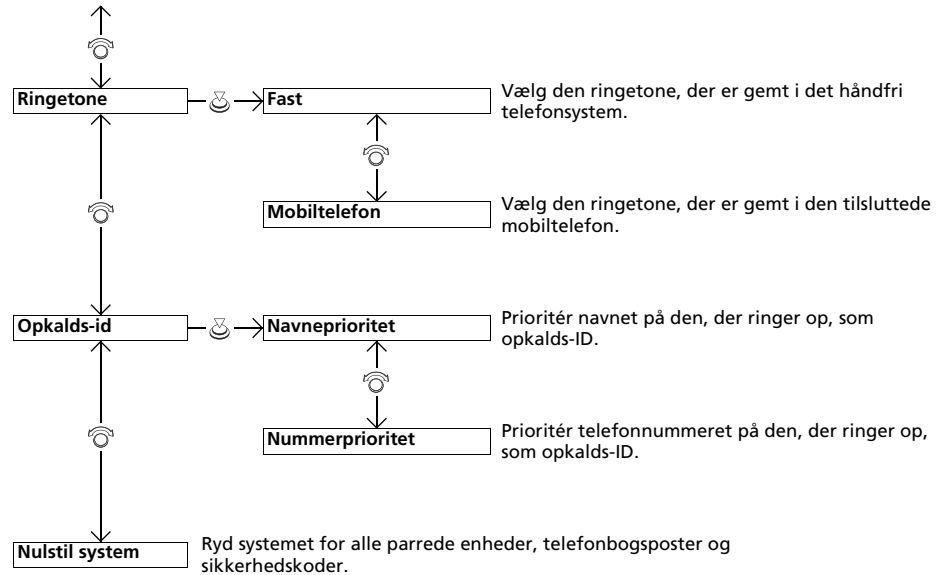 Ringetone
Fast
Vælg den ringetone, der er gemt i det håndfri
telefonsystem.
Mobiltelefon
Vælg den ringetone, der er gemt i den tilsluttede
mobiltelefon.
Opkalds-id
Navneprioritet
Prioritér navnet på den, der ringer op, som
opkalds-ID.
Nummerprioritet
Prioritér telefonnummeret på den, der ringer op,
som opkalds-ID.
Nulstil system
Ryd systemet for alle parrede enheder, telefonbogsposter og
sikkerhedskoder.